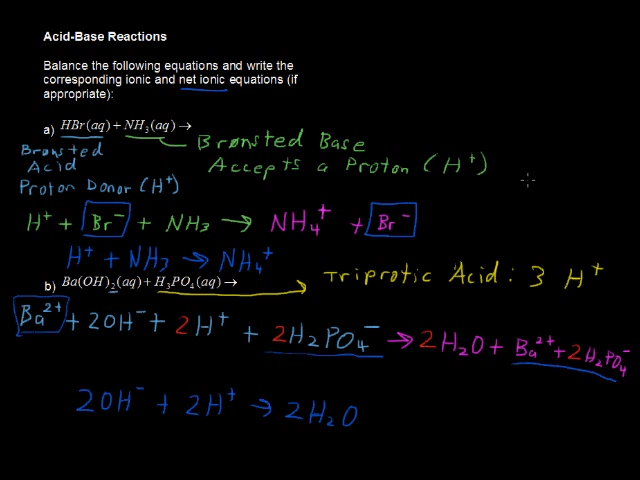 Acid-Base Reactions
Balance the following equations and write the
corresponding ionic and net ionic equations (if
appropriate):
a) HBr(aq) + NH₃(aq) →
Brønsted Base
Accepts a Proton (H⁺)
Brønsted
Acid
Proton Donor (H⁺)
H⁺ + Br⁻ + NH₃ → NH₄⁺ + Br⁻
H⁺ + NH₃ → NH₄⁺
b) Ba(OH)₂(aq) + H₃PO₄(aq) →
Triprotic Acid: 3 H⁺
Ba²⁺ + 2OH⁻ + 2H⁺ + 2H₂PO₄⁻ → 2H₂O + Ba²⁺ + 2H₂PO₄⁻
2OH⁻ + 2H⁺ → 2H₂O